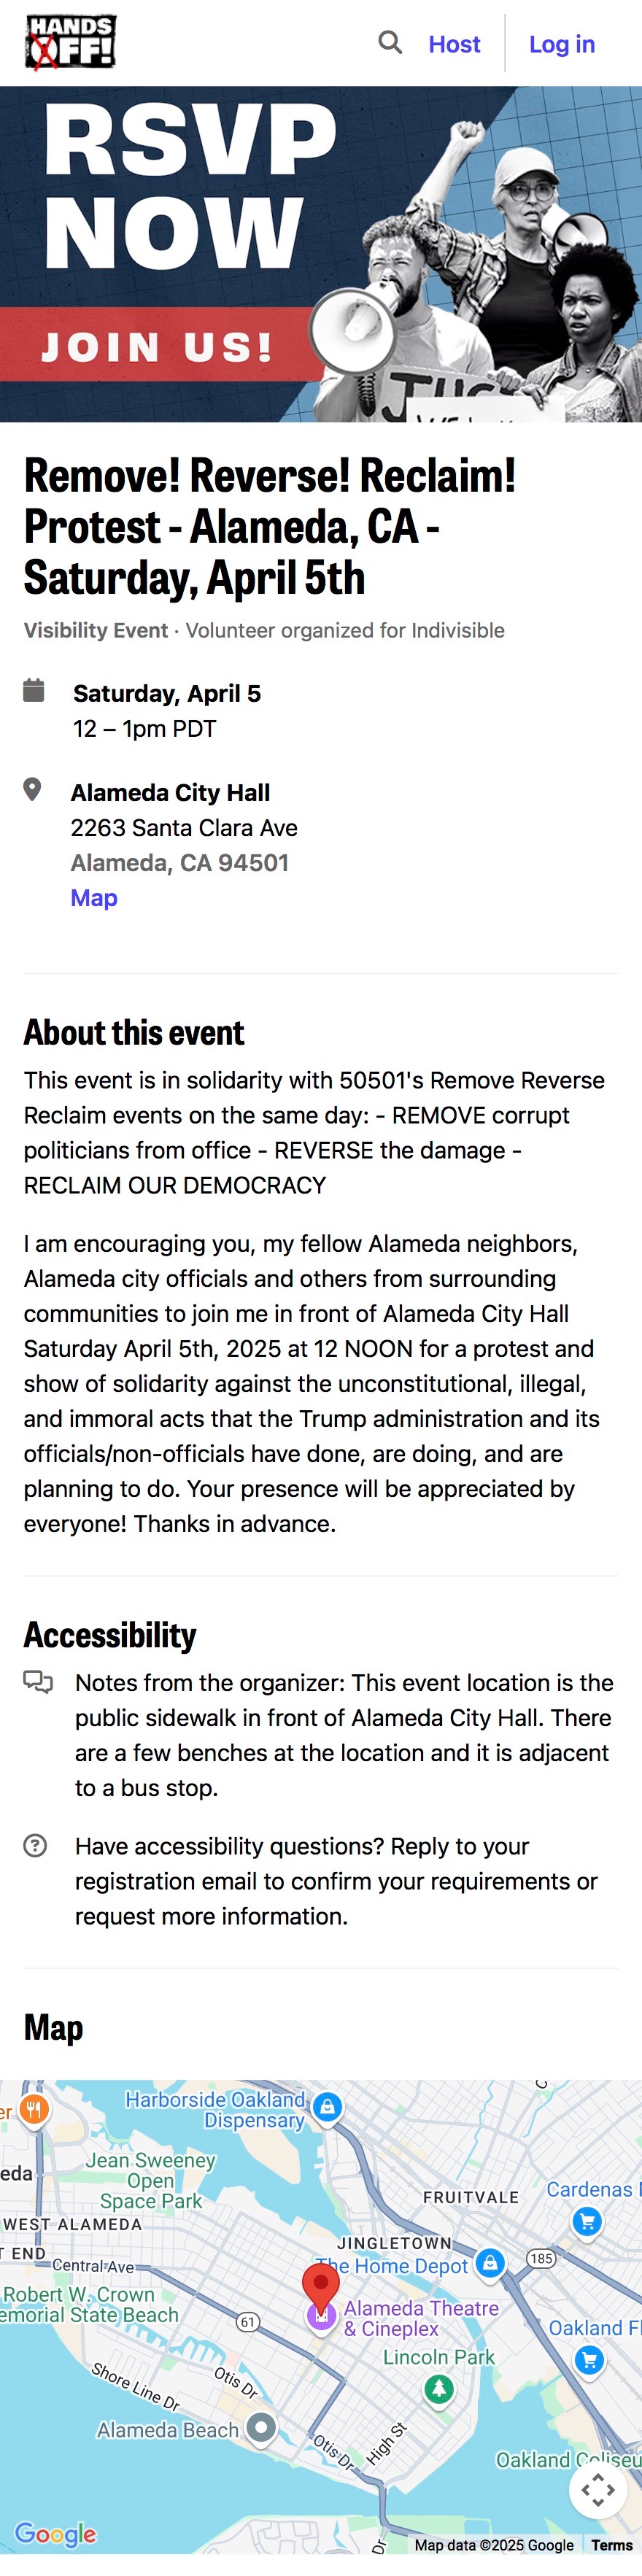 HANDS
OFF!
Host
Log in
RSVP
NOW
JOIN US!
Remove! Reverse! Reclaim!
Protest - Alameda, CA -
Saturday, April 5th
Visibility Event · Volunteer organized for Indivisible
Saturday, April 5
12 – 1pm PDT
Alameda City Hall
2263 Santa Clara Ave
Alameda, CA 94501
Map
About this event
This event is in solidarity with 50501's Remove Reverse
Reclaim events on the same day: - REMOVE corrupt
politicians from office - REVERSE the damage -
RECLAIM OUR DEMOCRACY
I am encouraging you, my fellow Alameda neighbors,
Alameda city officials and others from surrounding
communities to join me in front of Alameda City Hall
Saturday April 5th, 2025 at 12 NOON for a protest and
show of solidarity against the unconstitutional, illegal,
and immoral acts that the Trump administration and its
officials/non-officials have done, are doing, and are
planning to do. Your presence will be appreciated by
everyone! Thanks in advance.
Accessibility
Notes from the organizer: This event location is the
public sidewalk in front of Alameda City Hall. There
are a few benches at the location and it is adjacent
to a bus stop.
Have accessibility questions? Reply to your
registration email to confirm your requirements or
request more information.
Map
Harborside Oakland
Dispensary
er
Jean Sweeney
Open
Space Park
eda
FRUITVALE
Cardenas
WEST ALAMEDA
T END
Central Ave
JINGLETOWN
The Home Depot
185
Robert W. Crown
emorial State Beach
61
Alameda Theatre
& Cineplex
Oakland Fl
Lincoln Park
Shore Line Dr
Otis Dr
Alameda Beach
Otis Dr
High St
Oakland Coliseu
Dr
Google
Map data ©2025 Google
Terms